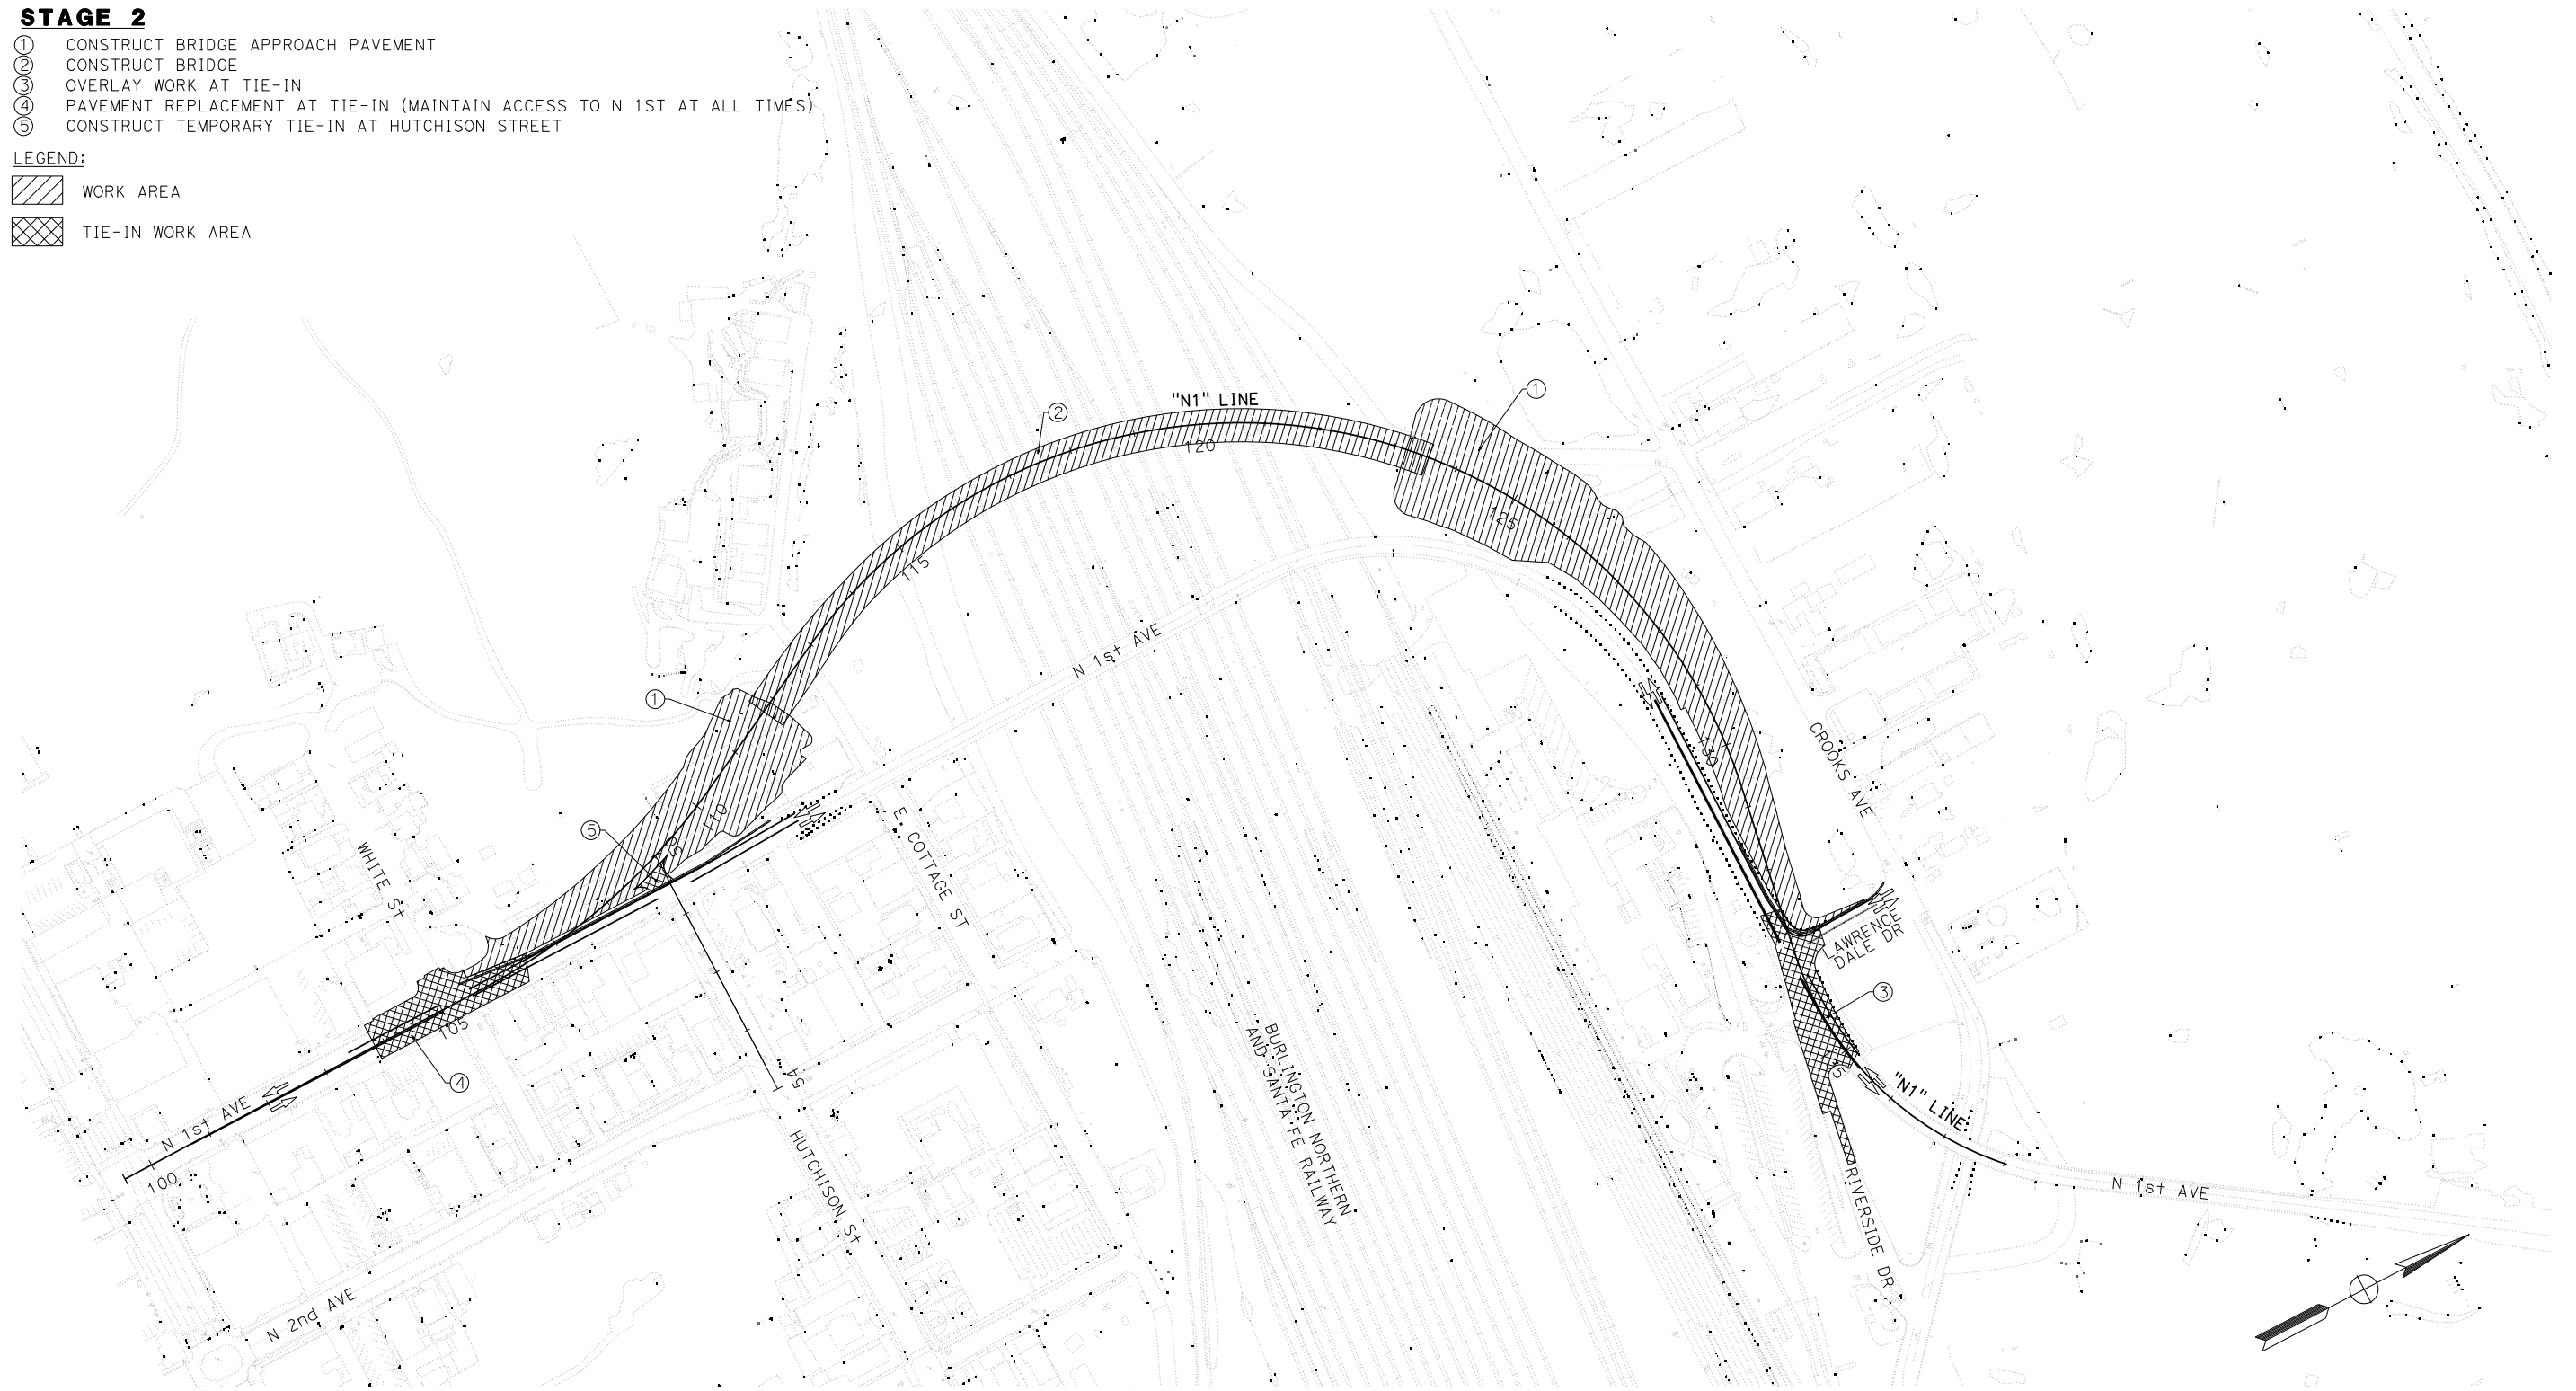 STAGE 2
① CONSTRUCT BRIDGE APPROACH PAVEMENT
② CONSTRUCT BRIDGE
③ OVERLAY WORK AT TIE-IN
④ PAVEMENT REPLACEMENT AT TIE-IN (MAINTAIN ACCESS TO N 1ST AT ALL TIMES)
⑤ CONSTRUCT TEMPORARY TIE-IN AT HUTCHISON STREET
LEGEND:
WORK AREA
TIE-IN WORK AREA
①
"N1" LINE
②
120
125
115
N 1st AVE
①
130
CROOKS AVE
110
⑤
E. COTTAGE ST
WHITE St
LAWRENCE
DALE DR
③
105
④
135
54
"N1" LINE
BURLINGTON NORTHERN
AND SANTA FE RAILWAY
N 1st AVE
100
HUTCHISON St
N 1st AVE
RIVERSIDE DR
N 2nd AVE